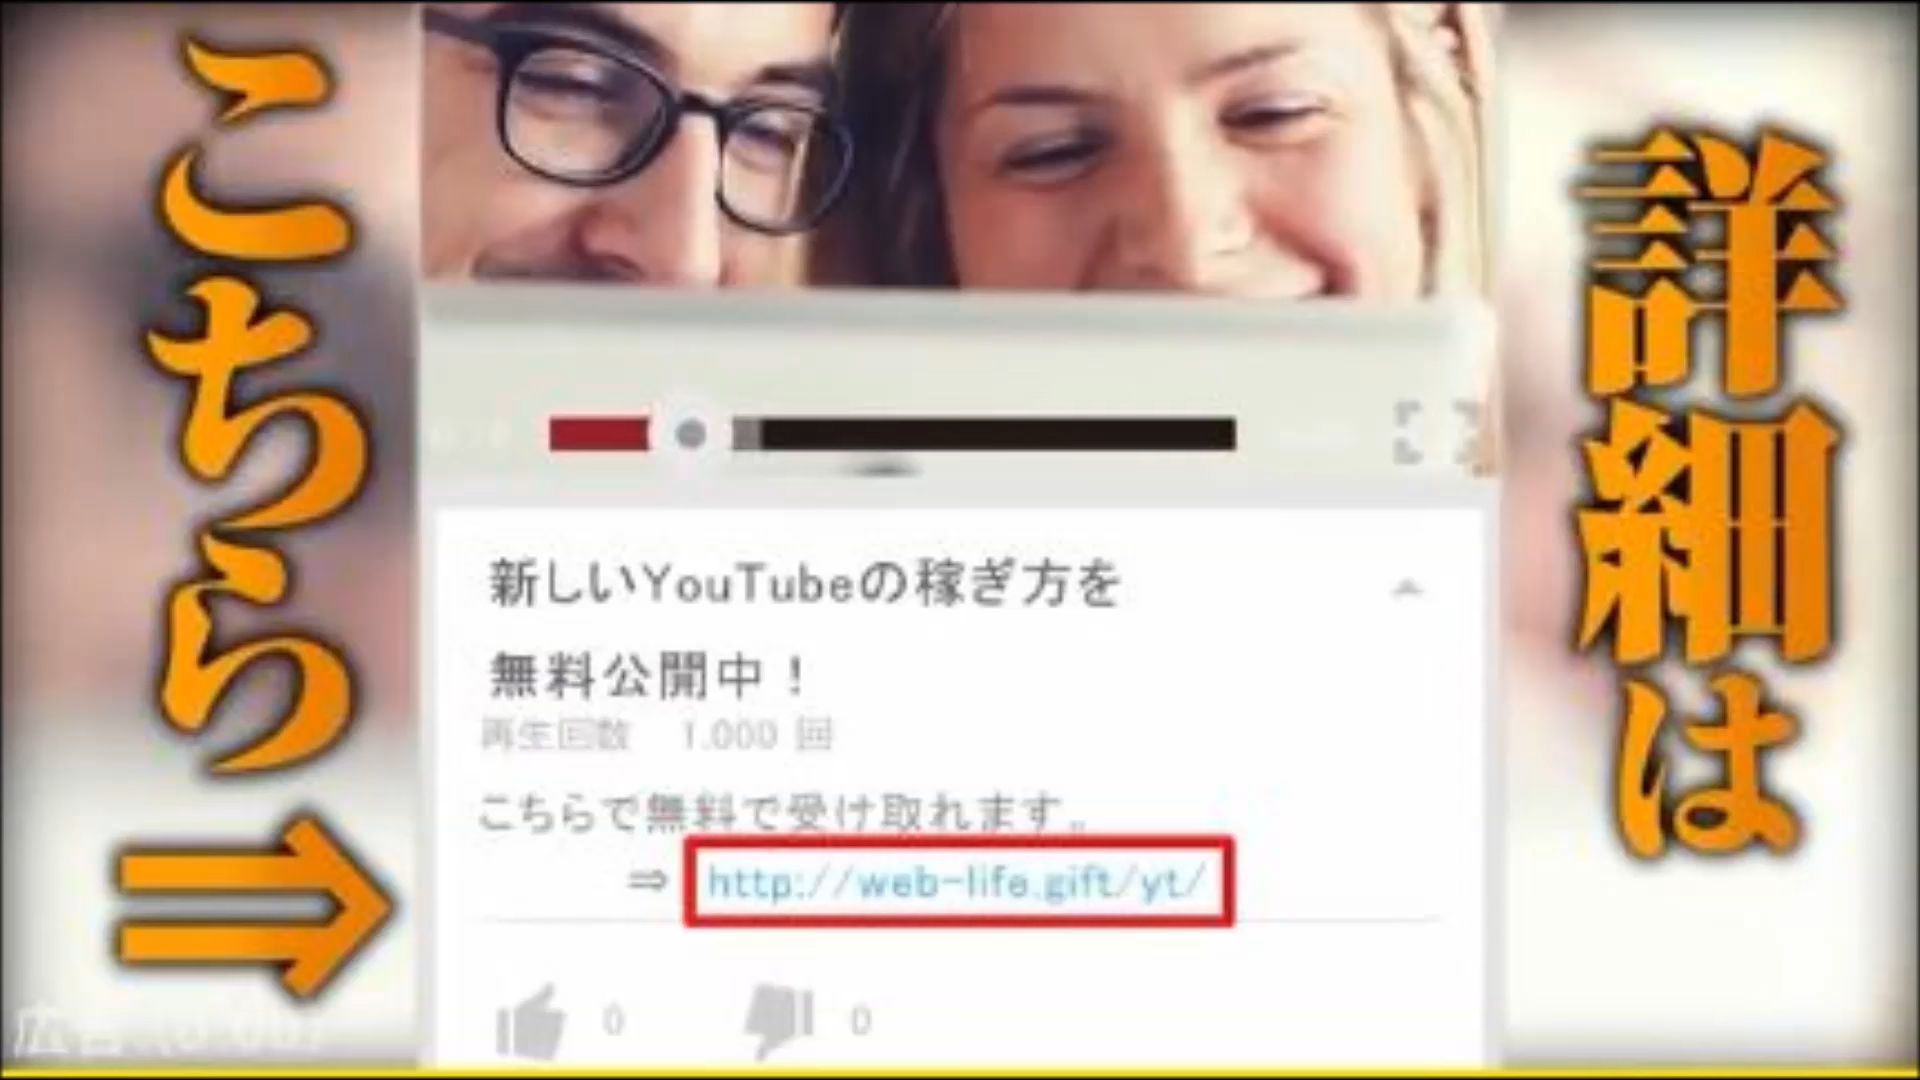 詳細は
こちら⇒
新しいYouTubeの稼ぎ方を
無料公開中！
再生回数 1.000 回
こちらで無料で受け取れます。
⇒ http://web-life.gift/yt/
0 0